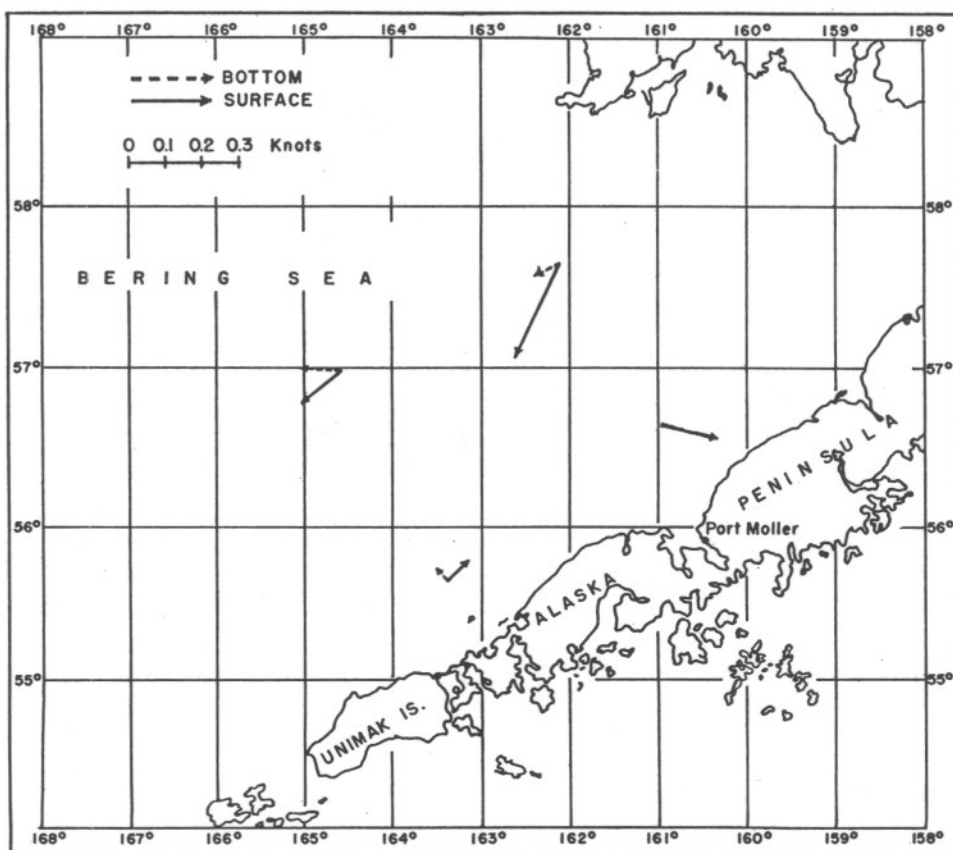 168° 167° 166° 165° 164° 163° 162° 161° 160° 159° 158°
BOTTOM
SURFACE
0 0.1 0.2 0.3 Knots
58° 58°
BERING SEA
57° 57°
PENINSULA
56° 56°
Port Moller
ALASKA
55° 55°
UNIMAK IS.
168° 167° 166° 165° 164° 163° 162° 161° 160° 159° 158°